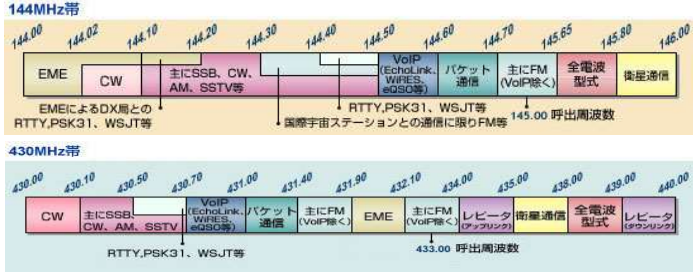 144MHz帯
144.00 144.02 144.10 144.20 144.30 144.40 144.50 144.60 144.70 145.65 145.80 146.00
EME
CW
主にSSB、CW、
AM、SSTV等
VoIP
(EchoLink、
WiRES、
eQSO等)
パケット
通信
主にFM
(VoIP除く)
全電波
型式
衛星通信
EMEによるDX局との
RTTY、PSK31、WSJT等
RTTY,PSK31、WSJT等
国際宇宙ステーションとの通信に限りFM等
145.00 呼出周波数
430MHz帯
430.00 430.10 430.50 430.70 431.00 431.40 431.90 432.10 434.00 435.00 438.00 439.00 440.00
CW
主にSSB、
CW、AM、SSTV
VoIP
(EchoLink、
WiRES、
eQSO等)
パケット
通信
主にFM
(VoIP除く)
EME
主にFM
(VoIP除く)
レピータ
(アップリンク)
衛星通信
全電波
型式
レピータ
(ダウンリンク)
RTTY,PSK31、WSJT等
433.00 呼出周波数